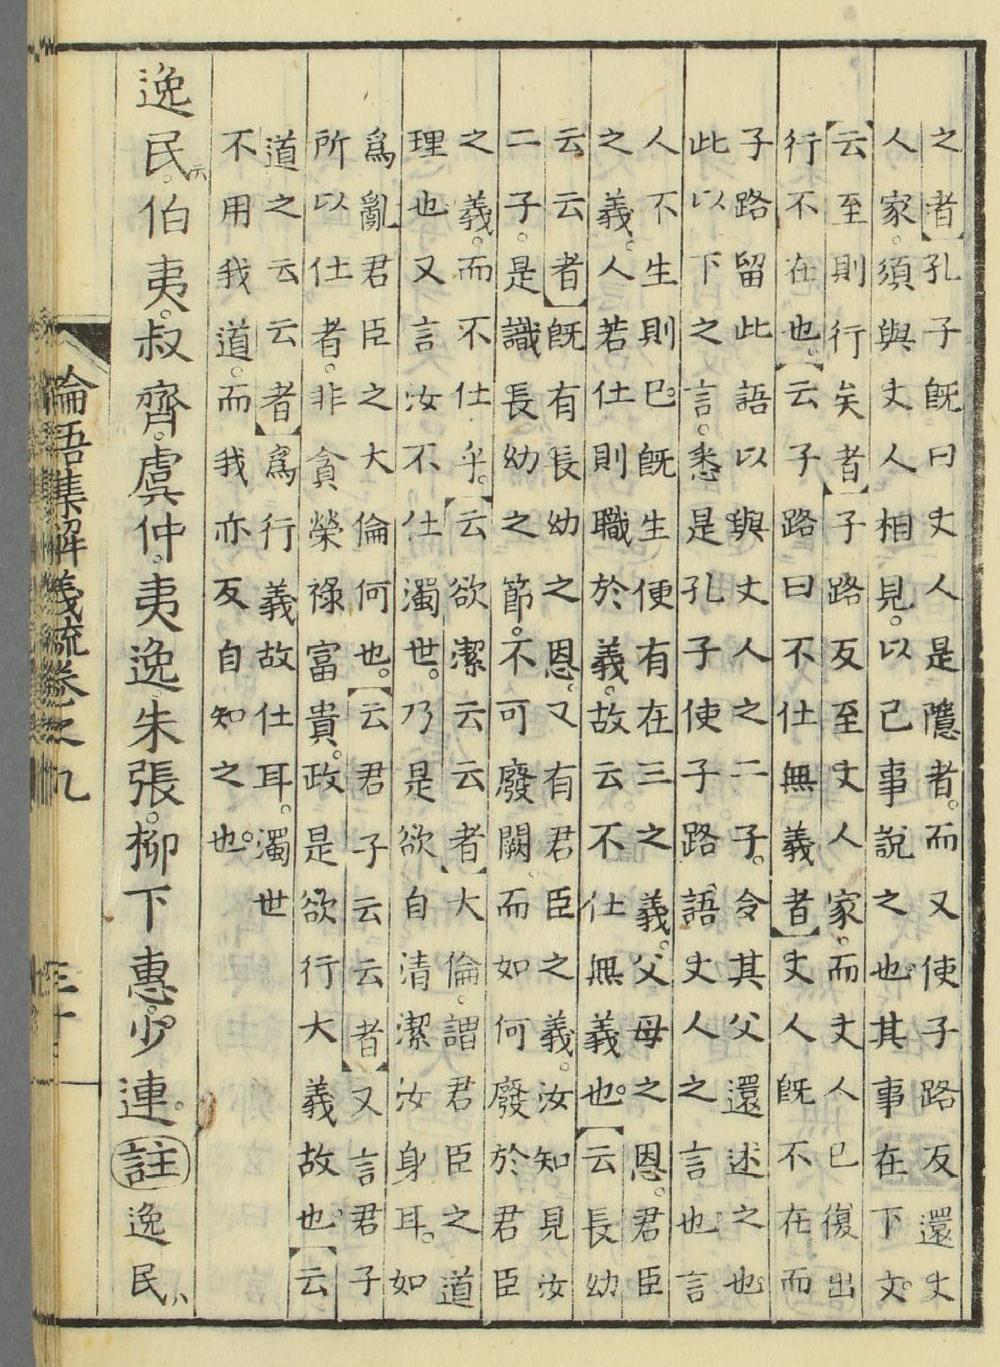 之者】孔子旣曰丈人是隱者。而又使子路反還丈
人家。須與丈人相見。以己事說之也其事在下文
【云至則行矣者】子路反至丈人家。而丈人已復出
行不在也。【云子路曰不仕無義者】丈人旣不在而
子路留此語以與丈人之二子。令其父還述之也
此以下之言。悉是孔子使子路語丈人之言也言
人不生則已旣生便有在三之義。父母之恩。君臣
之義。人若仕則職於義。故云不仕無義也。【云長幼
云云者】旣有長幼之恩。又有君臣之義。汝知見汝
二子。是識長幼之節。不可廢闕而如何廢於君臣
之義。而不仕乎。【云欲潔云云者】大倫。謂君臣之道
理也又言汝不仕濁世。乃是欲自清潔汝身耳。如
爲亂君臣之大倫何也。【云君子云云者】又言君子
所以仕者。非貪榮祿富貴。政是欲行大義故也【云
道之云云者】爲行義故仕耳。濁世
不用我道。而我亦反自知之也。
逸民。伯夷。叔齊。虞仲。夷逸。朱張。柳下惠。少連。註逸民
論語集解義疏卷之九 三十